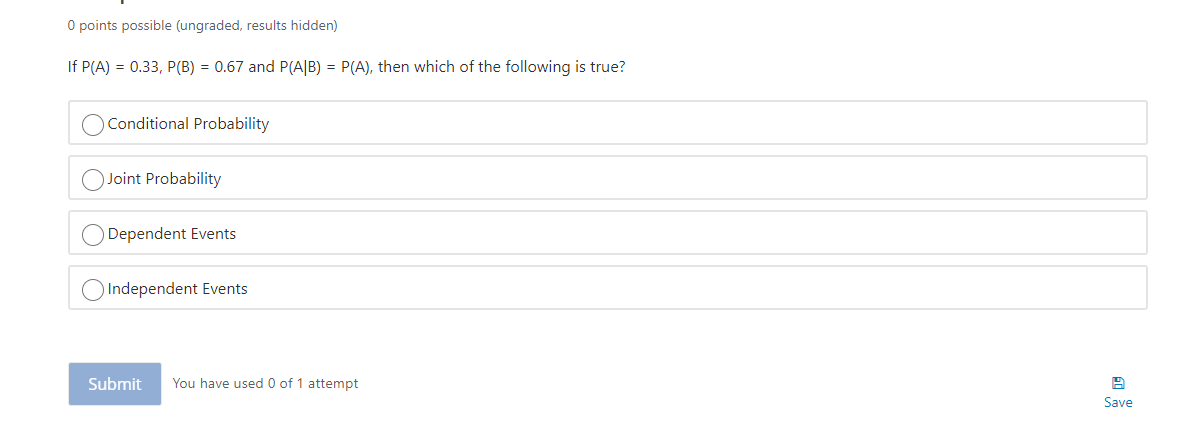 0 points possible (ungraded, results hidden)
If P(A) = 0.33, P(B) = 0.67 and P(A|B) = P(A), then which of the following is true?
Conditional Probability
Joint Probability
Dependent Events
Independent Events
Submit
You have used 0 of 1 attempt
Save